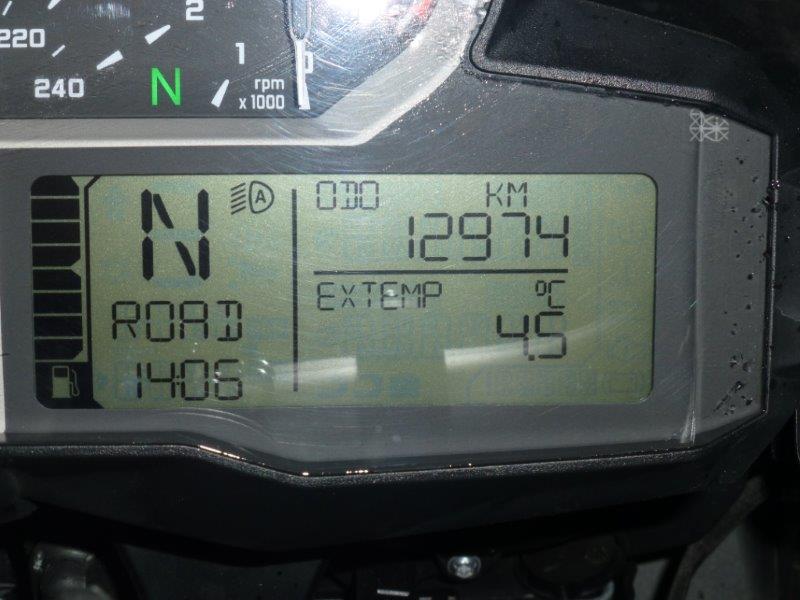 2
220
1
240
N
rpm
x 1000
N
A
ODO KM
12974
ROAD
1406
EXTEMP °C
4.5